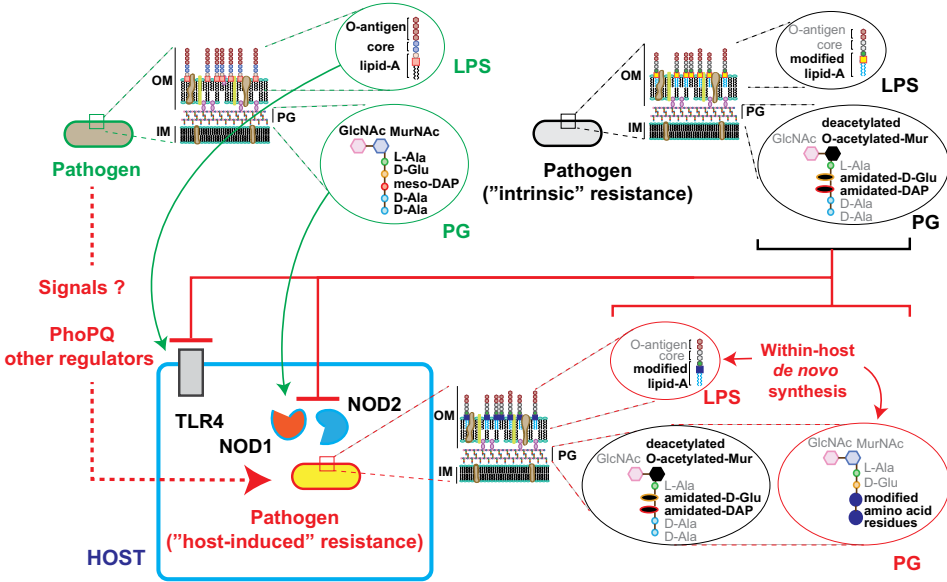 O-antigen
core
lipid-A
LPS
OM
PG
IM
GlcNAc MurNAc
L-Ala
D-Glu
meso-DAP
D-Ala
D-Ala
PG
Pathogen
O-antigen
core
modified
lipid-A
LPS
OM
PG
IM
deacetylated
GlcNAc O-acetylated-Mur
L-Ala
amidated-D-Glu
amidated-DAP
D-Ala
D-Ala
PG
Pathogen
("intrinsic" resistance)
Signals ?
PhoPQ
other regulators
TLR4
NOD1
NOD2
Pathogen
("host-induced" resistance)
HOST
O-antigen
core
modified
lipid-A
LPS
Within-host
de novo
synthesis
OM
PG
IM
deacetylated
GlcNAc O-acetylated-Mur
L-Ala
amidated-D-Glu
amidated-DAP
D-Ala
D-Ala
GlcNAc MurNAc
L-Ala
D-Glu
modified
amino acid
residues
PG